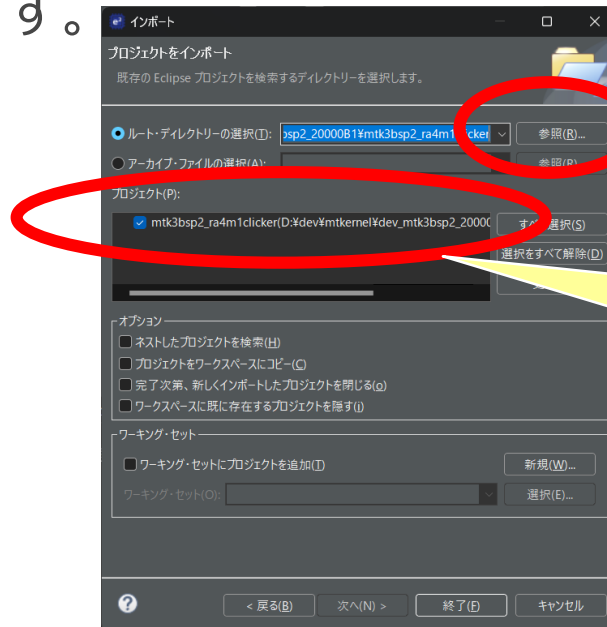 す。
e² インポート
プロジェクトをインポート
既存の Eclipse プロジェクトを検索するディレクトリーを選択します。
ルート・ディレクトリーの選択(T): bsp2_20000B1¥mtk3bsp2_ra4m1clicker 参照(R)...
アーカイブ・ファイルの選択(A): 参照(R)...
プロジェクト(P):
mtk3bsp2_ra4m1clicker(D:¥dev¥mtkernel¥dev_mtk3bsp2_20000 すべて選択(S)
選択をすべて解除(D)
オプション
ネストしたプロジェクトを検索(H)
プロジェクトをワークスペースにコピー(C)
完了次第、新しくインポートしたプロジェクトを閉じる(o)
ワークスペースに既に存在するプロジェクトを隠す(i)
ワーキング・セット
ワーキング・セットにプロジェクトを追加(T) 新規(W)...
ワーキング・セット(O): 選択(E)...
? < 戻る(B) 次へ(N) > 終了(F) キャンセル